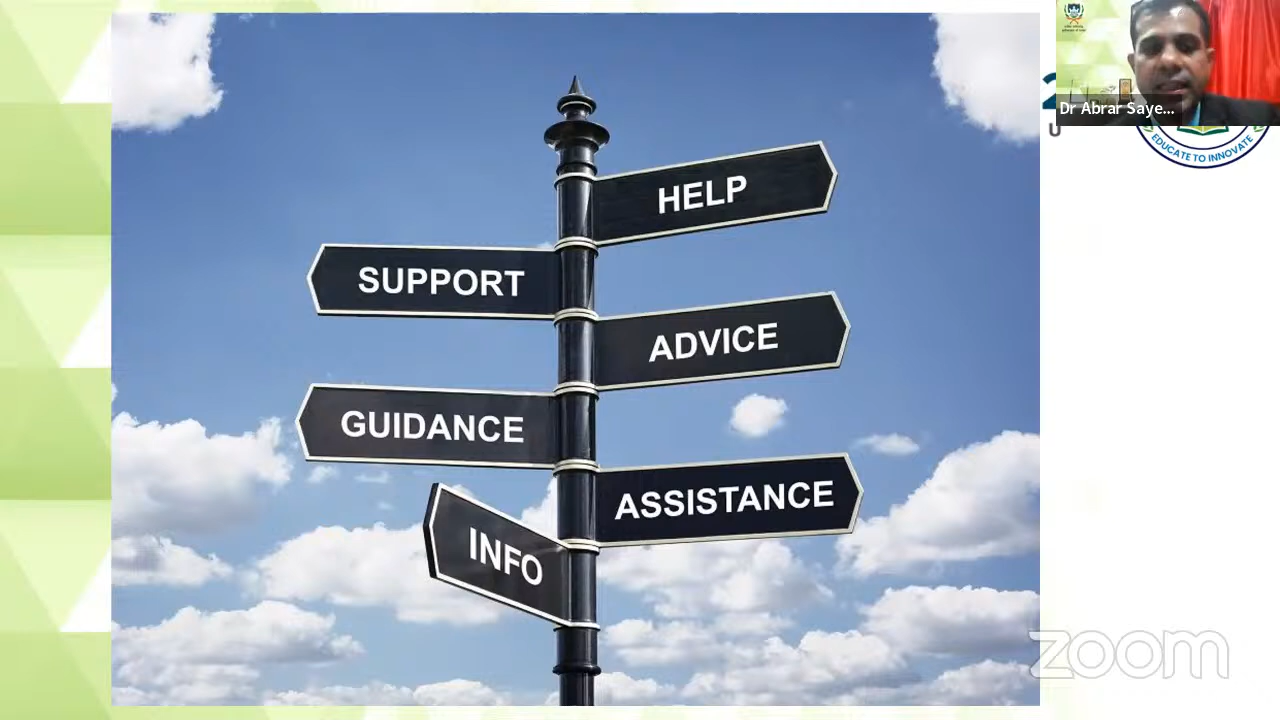 Dr Abrar Saye...
EDUCATE TO INNOVATE
HELP
SUPPORT
ADVICE
GUIDANCE
ASSISTANCE
INFO
zoom